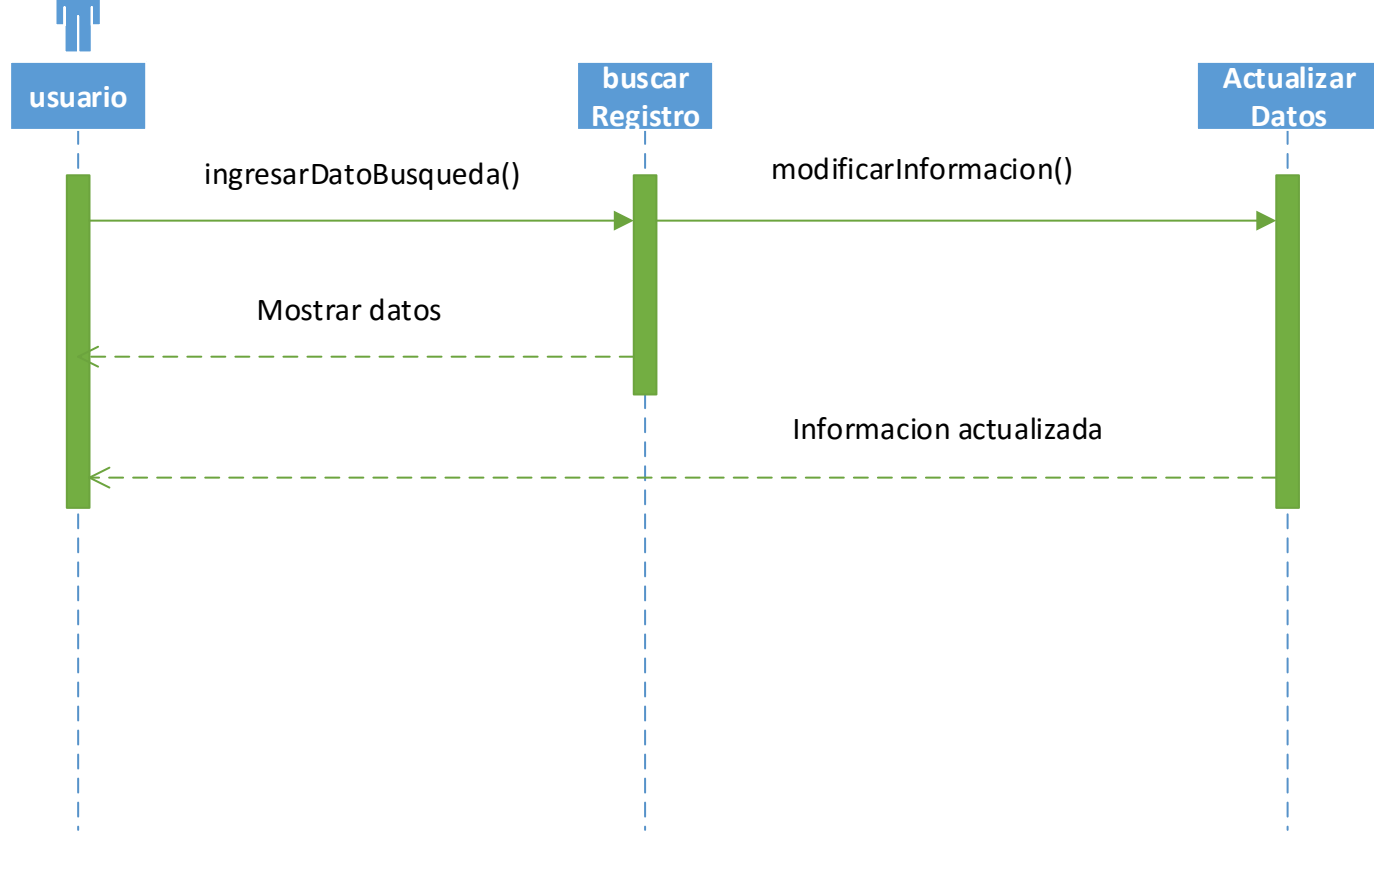 usuario
buscar
Registro
Actualizar
Datos
ingresarDatoBusqueda()
modificarInformacion()
Mostrar datos
Informacion actualizada